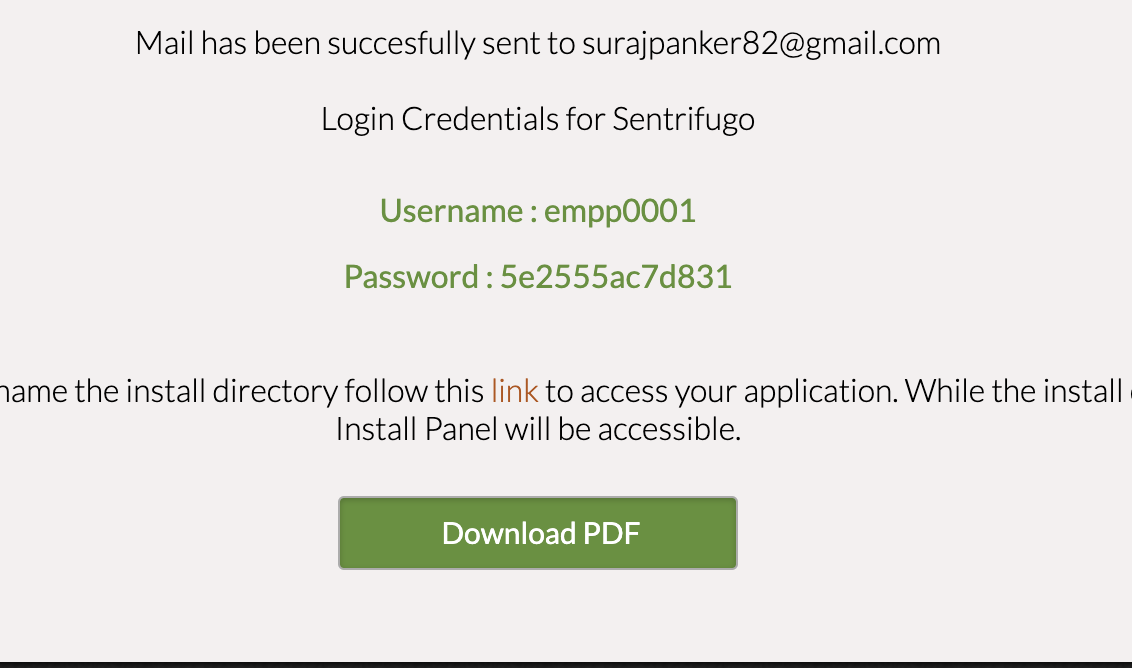 Mail has been succesfully sent to surajpanker82@gmail.com
Login Credentials for Sentrifugo
Username : empp0001
Password : 5e2555ac7d831
name the install directory follow this link to access your application. While the install
Install Panel will be accessible.
Download PDF